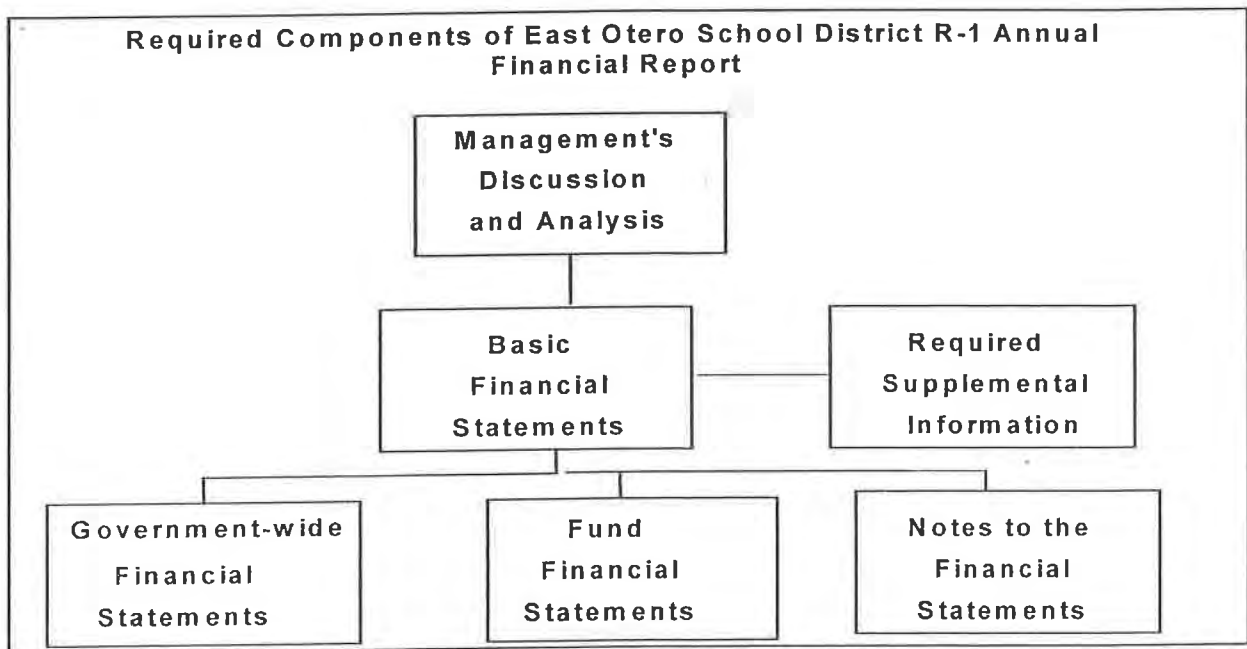 Required Components of East Otero School District R-1 Annual
Financial Report
Management's
Discussion
and Analysis
Basic
Financial
Statements
Required
Supplemental
Information
Government-wide
Financial
Statements
Fund
Financial
Statements
Notes to the
Financial
Statements